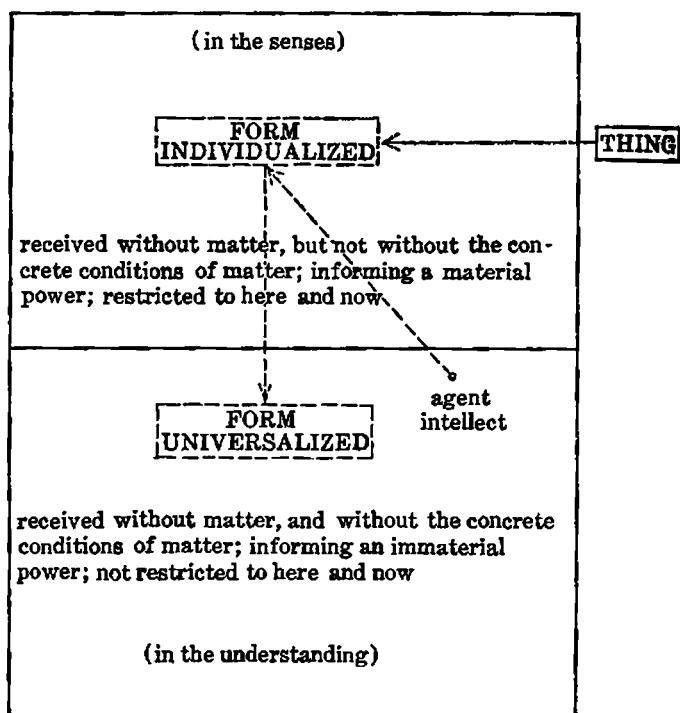 (in the senses)
FORM
INDIVIDUALIZED
THING
received without matter, but not without the con-
crete conditions of matter; informing a material
power; restricted to here and now
agent
intellect
FORM
UNIVERSALIZED
received without matter, and without the concrete
conditions of matter; informing an immaterial
power; not restricted to here and now
(in the understanding)